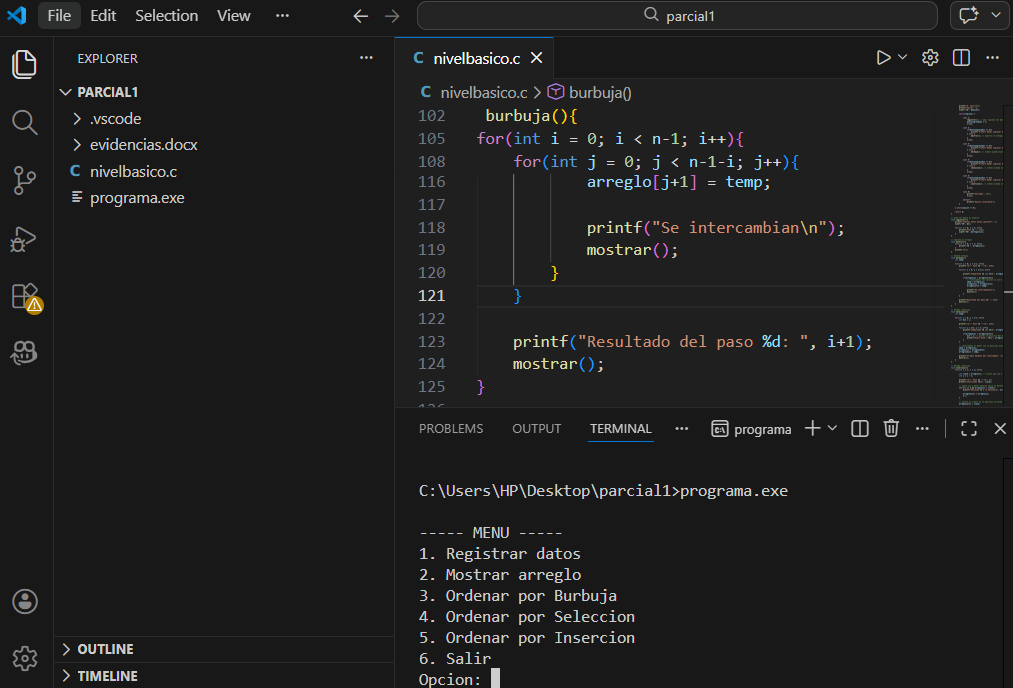 File Edit Selection View ··· parcial1
EXPLORER ···
PARCIAL1
.vscode
evidencias.docx
C nivelbasico.c
programa.exe
OUTLINE
TIMELINE
C nivelbasico.c
C nivelbasico.c > burbuja()
102 burbuja(){
105 for(int i = 0; i < n-1; i++){
108 for(int j = 0; j < n-1-i; j++){
116 arreglo[j+1] = temp;
117
118 printf("Se intercambian\n");
119 mostrar();
120 }
121 }
122
123 printf("Resultado del paso %d: ", i+1);
124 mostrar();
125 }
PROBLEMS OUTPUT TERMINAL ··· programa
C:\Users\HP\Desktop\parcial1>programa.exe
----- MENU -----
1. Registrar datos
2. Mostrar arreglo
3. Ordenar por Burbuja
4. Ordenar por Seleccion
5. Ordenar por Insercion
6. Salir
Opcion: